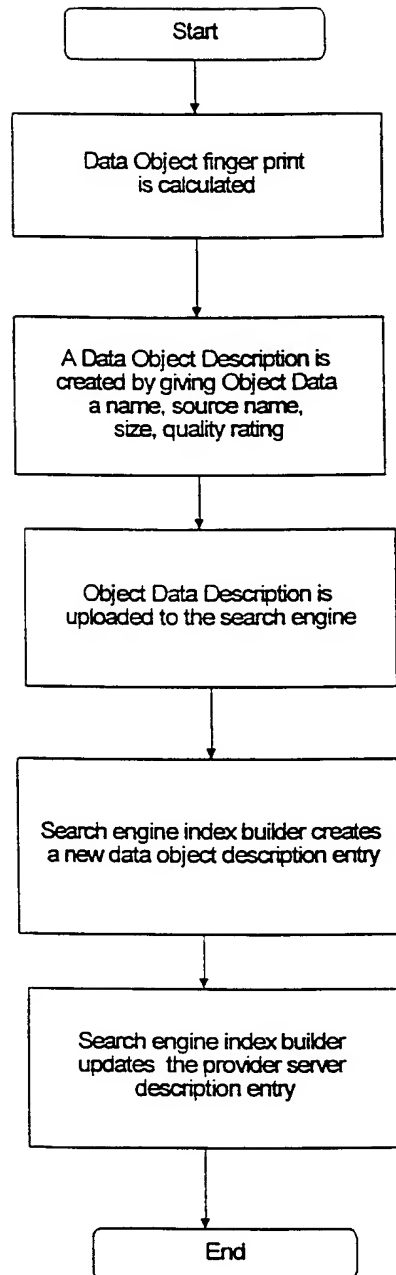 Start
Data Object finger print
is calculated
A Data Object Description is
created by giving Object Data
a name, source name,
size, quality rating
Object Data Description is
uploaded to the search engine
Search engine index builder creates
a new data object description entry
Search engine index builder
updates the provider server
description entry
End